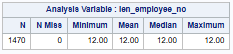 Analysis Variable : len_employee_no
N N Miss Minimum Mean Median Maximum
1470 0 12.00 12.00 12.00 12.00